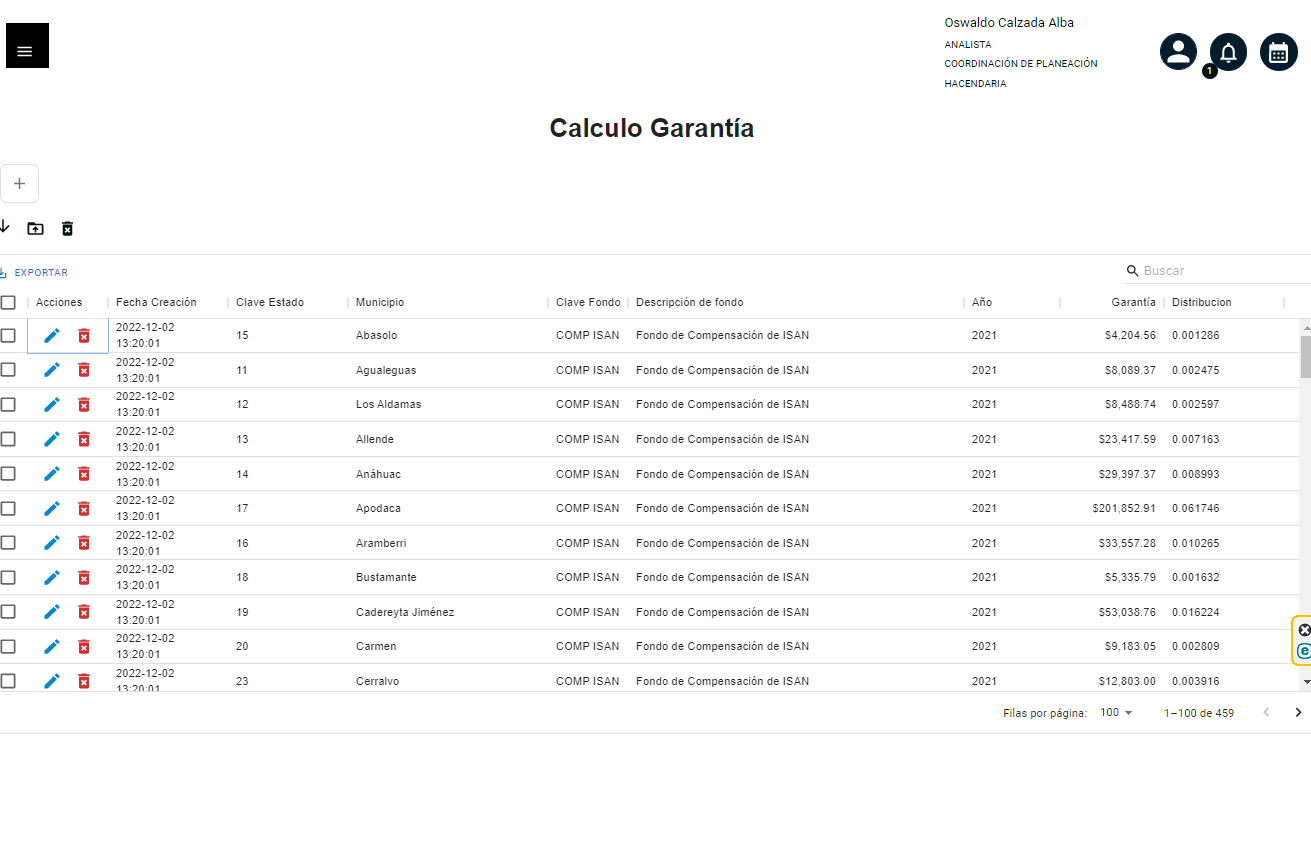 Oswaldo Calzada Alba
ANALISTA
COORDINACIÓN DE PLANEACIÓN
HACENDARIA
1
Calculo Garantía
EXPORTAR
Buscar
Acciones Fecha Creación Clave Estado Municipio Clave Fondo Descripción de fondo Año Garantía Distribucion
2022-12-02 13:20:01 15 Abasolo COMP ISAN Fondo de Compensación de ISAN 2021 $4,204.56 0.001286
2022-12-02 13:20:01 11 Agualeguas COMP ISAN Fondo de Compensación de ISAN 2021 $8,089.37 0.002475
2022-12-02 13:20:01 12 Los Aldamas COMP ISAN Fondo de Compensación de ISAN 2021 $8,488.74 0.002597
2022-12-02 13:20:01 13 Allende COMP ISAN Fondo de Compensación de ISAN 2021 $23,417.59 0.007163
2022-12-02 13:20:01 14 Anáhuac COMP ISAN Fondo de Compensación de ISAN 2021 $29,397.37 0.008993
2022-12-02 13:20:01 17 Apodaca COMP ISAN Fondo de Compensación de ISAN 2021 $201,852.91 0.061746
2022-12-02 13:20:01 16 Aramberri COMP ISAN Fondo de Compensación de ISAN 2021 $33,557.28 0.010265
2022-12-02 13:20:01 18 Bustamante COMP ISAN Fondo de Compensación de ISAN 2021 $5,335.79 0.001632
2022-12-02 13:20:01 19 Cadereyta Jiménez COMP ISAN Fondo de Compensación de ISAN 2021 $53,038.76 0.016224
2022-12-02 13:20:01 20 Carmen COMP ISAN Fondo de Compensación de ISAN 2021 $9,183.05 0.002809
2022-12-02 13:20:01 23 Cerralvo COMP ISAN Fondo de Compensación de ISAN 2021 $12,803.00 0.003916
Filas por página: 100 1–100 de 459